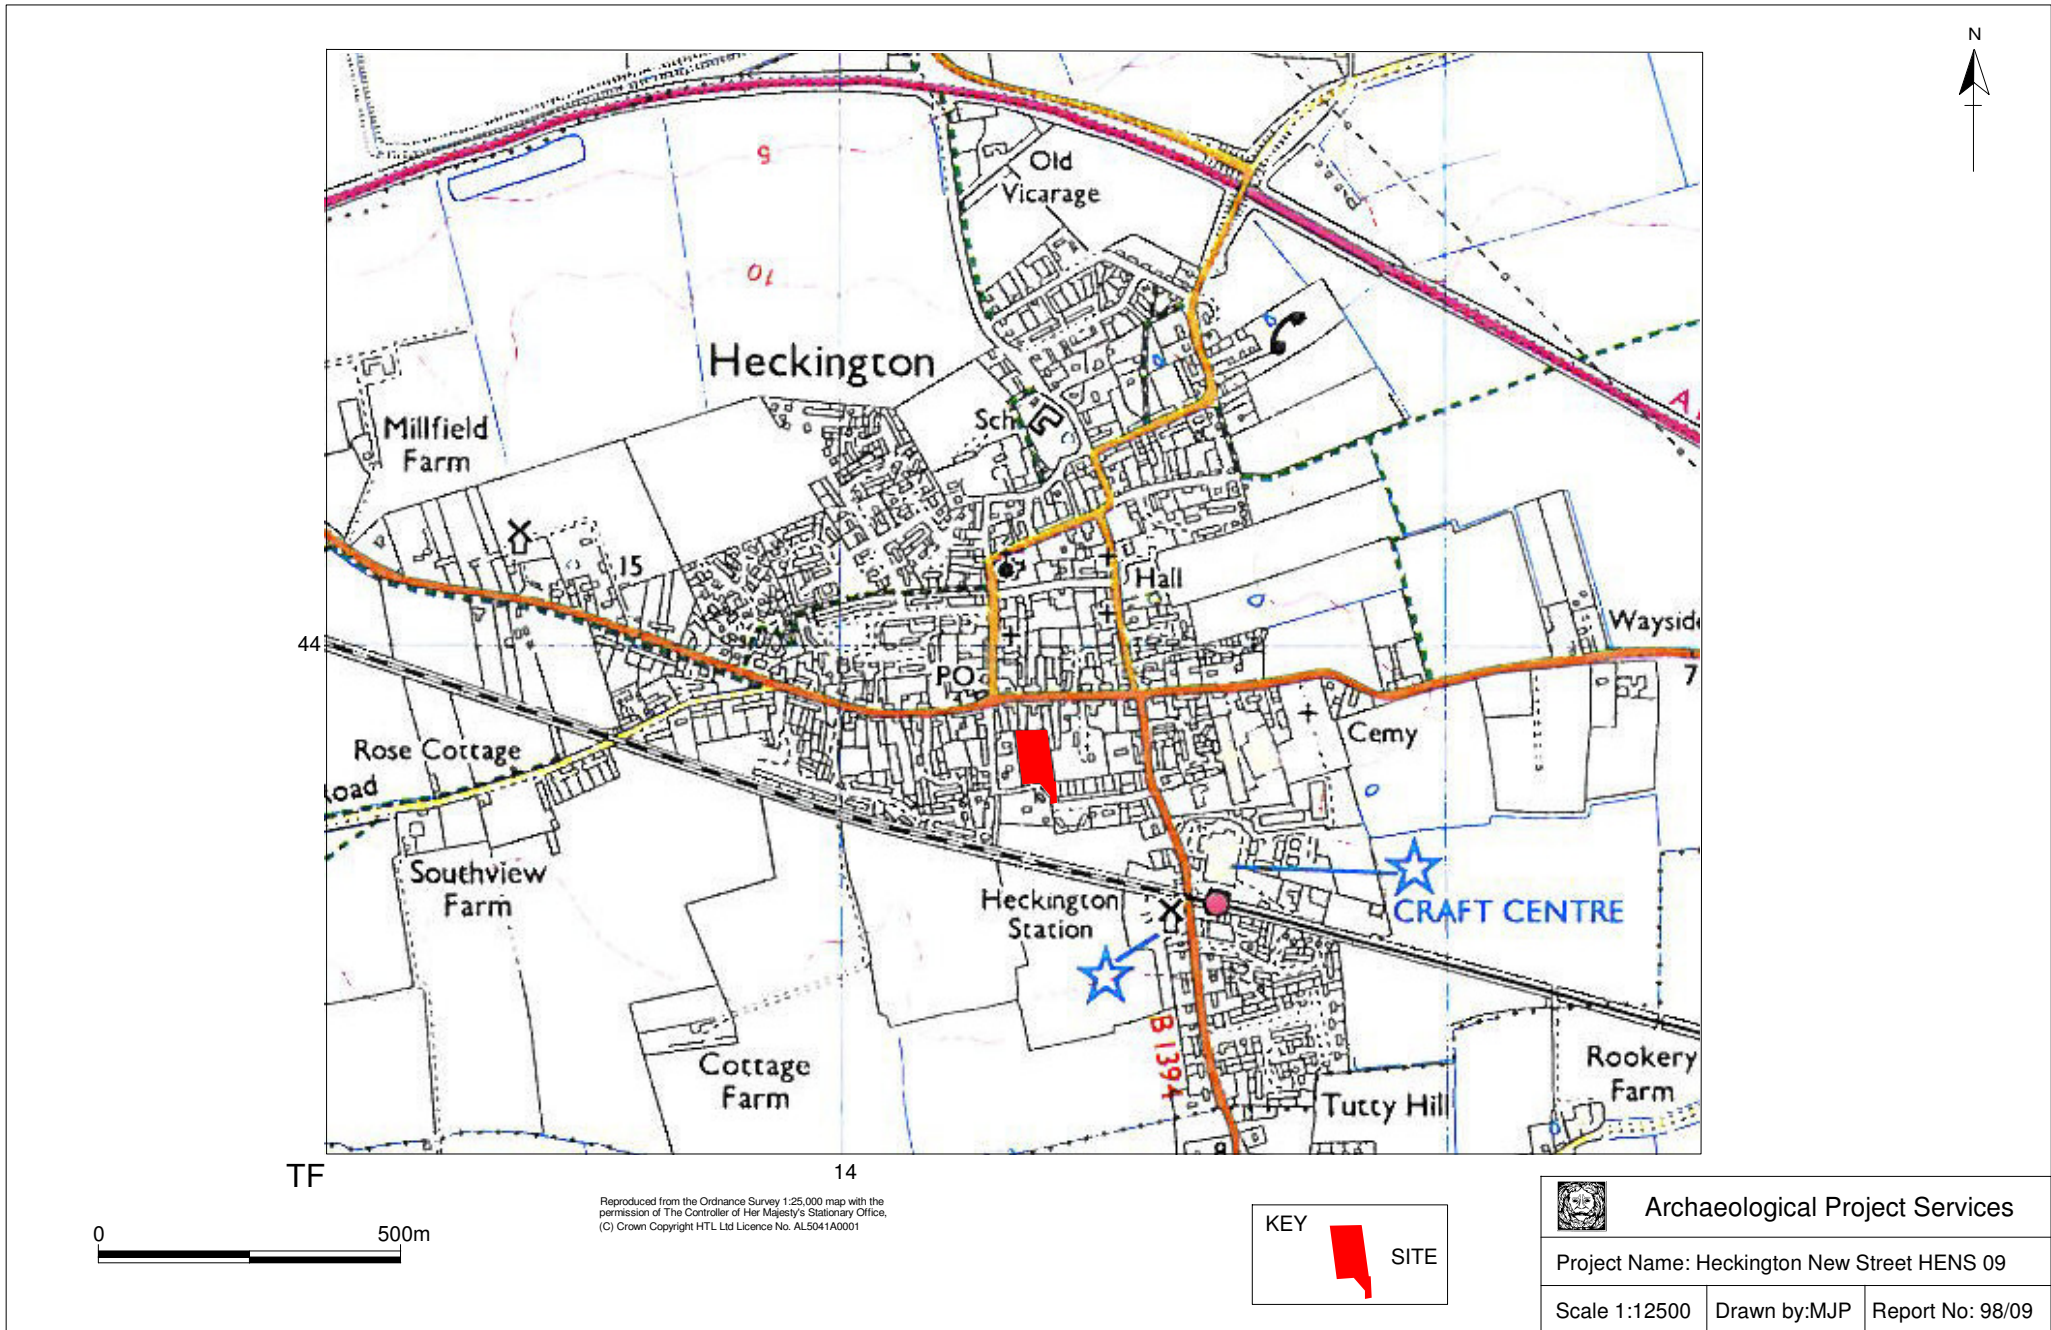 N
6
Old
Vicarage
10
Heckington
Sch
Millfield
Farm
A1
15
Hall
Wayside
44
PO
7
Cemy
Rose Cottage
Road
Southview
Farm
Heckington
Station
CRAFT CENTRE
B 1394
Cottage
Farm
Rookery
Farm
Tutty Hill
8
TF
14
Reproduced from the Ordnance Survey 1:25,000 map with the
permission of The Controller of Her Majesty's Stationary Office,
(C) Crown Copyright HTL Ltd Licence No. AL5041A0001
0 500m
KEY
SITE
Archaeological Project Services
Project Name: Heckington New Street HENS 09
Scale 1:12500
Drawn by:MJP
Report No: 98/09